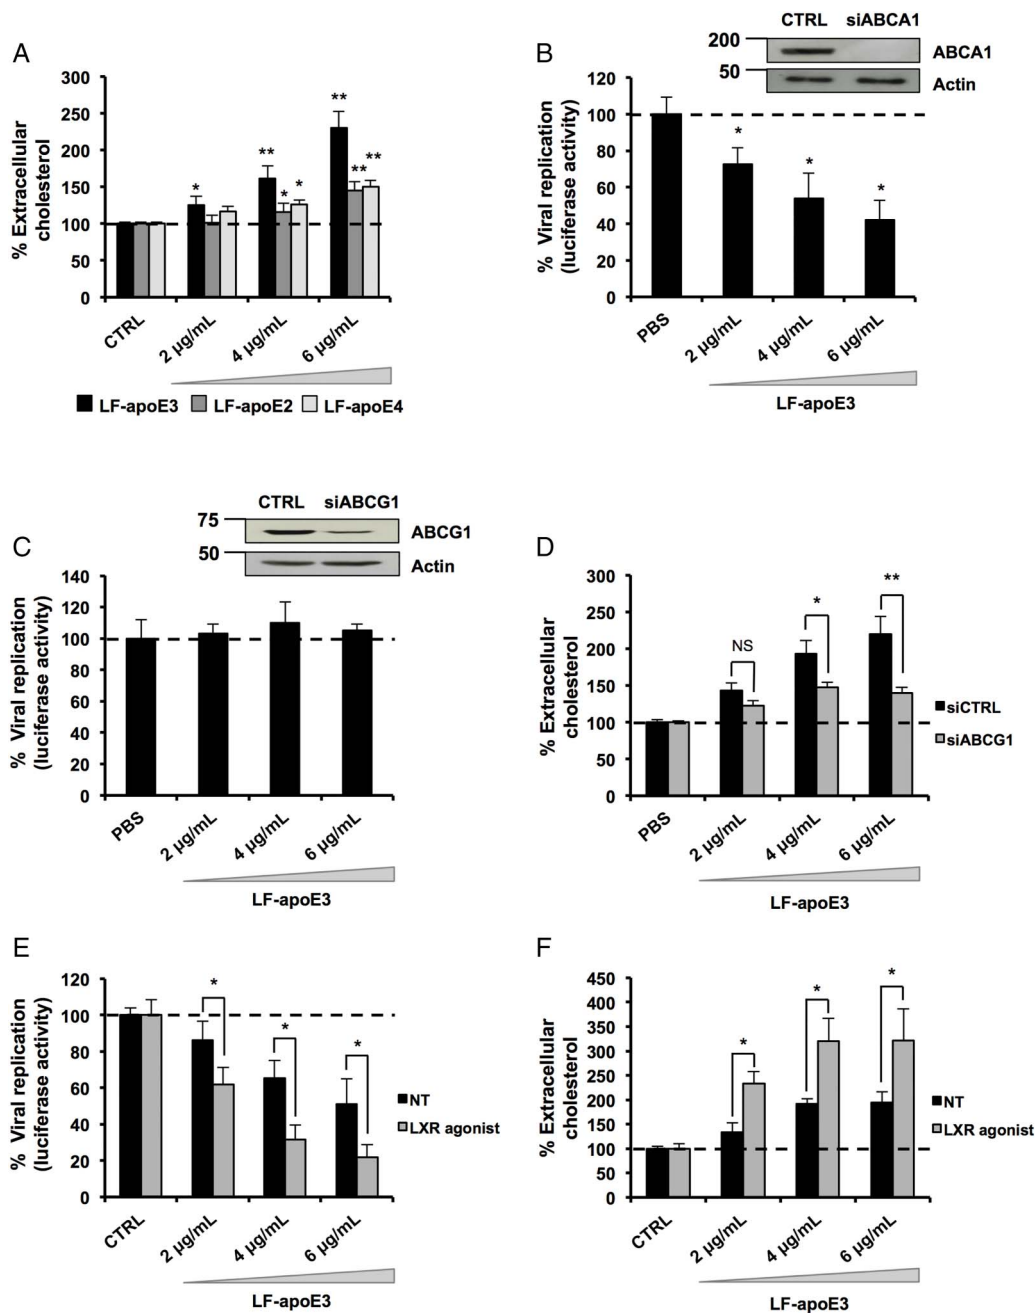 A
% Extracellular
cholesterol
300
250
200
150
100
50
0
*
**
*
*
**
**
**
CTRL
2 µg/mL
4 µg/mL
6 µg/mL
LF-apoE3
LF-apoE2
LF-apoE4
B
CTRL siABCA1
200
ABCA1
50
Actin
% Viral replication
(luciferase activity)
120
100
80
60
40
20
0
*
*
*
PBS
2 µg/mL
4 µg/mL
6 µg/mL
LF-apoE3
C
CTRL siABCG1
75
ABCG1
50
Actin
% Viral replication
(luciferase activity)
140
120
100
80
60
40
20
0
PBS
2 µg/mL
4 µg/mL
6 µg/mL
LF-apoE3
D
% Extracellular
cholesterol
300
250
200
150
100
50
0
NS
*
**
siCTRL
siABCG1
PBS
2 µg/mL
4 µg/mL
6 µg/mL
LF-apoE3
E
% Viral replication
(luciferase activity)
120
100
80
60
40
20
0
*
*
*
NT
LXR agonist
CTRL
2 µg/mL
4 µg/mL
6 µg/mL
LF-apoE3
F
% Extracellular
cholesterol
450
400
350
300
250
200
150
100
50
0
*
*
*
NT
LXR agonist
CTRL
2 µg/mL
4 µg/mL
6 µg/mL
LF-apoE3